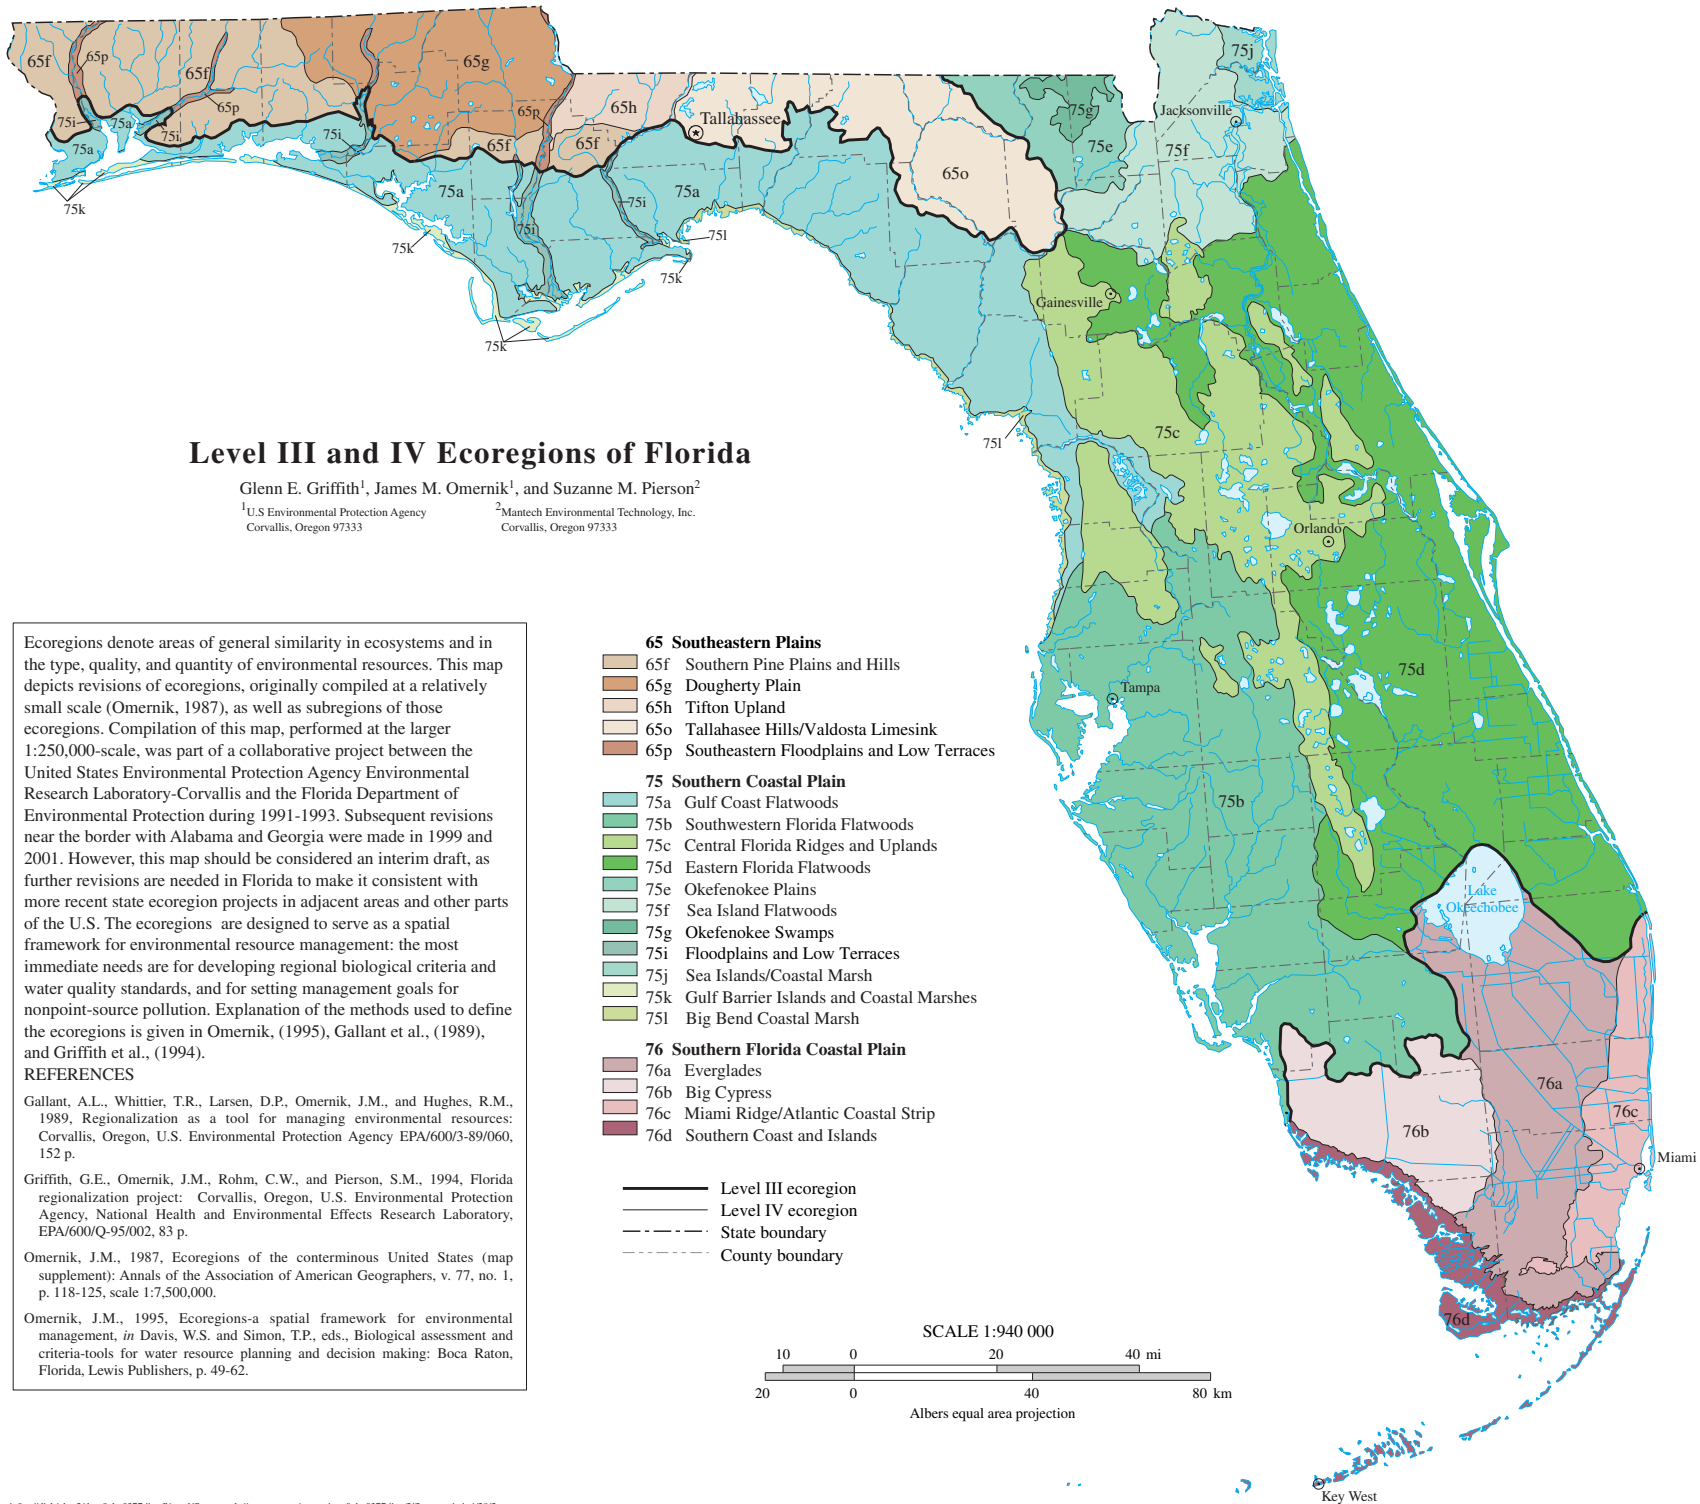 65f
65p
65f
65p
65g
65p
65h
65f
65f
75i
75a
75i
75i
75a
75k
75a
75k
75i
75i
75a
75l
75k
75k
Tallahassee
65o
75g
75e
75f
75j
Jacksonville
Gainesville
75l
75c
Orlando
75d
Tampa
75b
Lake
Okeechobee
76a
76b
76c
Miami
76d
Key West
Level III and IV Ecoregions of Florida
Glenn E. Griffith1, James M. Omernik1, and Suzanne M. Pierson2
1U.S Environmental Protection Agency
Corvallis, Oregon 97333
2Mantech Environmental Technology, Inc.
Corvallis, Oregon 97333
Ecoregions denote areas of general similarity in ecosystems and in
the type, quality, and quantity of environmental resources. This map
depicts revisions of ecoregions, originally compiled at a relatively
small scale (Omernik, 1987), as well as subregions of those
ecoregions. Compilation of this map, performed at the larger
1:250,000-scale, was part of a collaborative project between the
United States Environmental Protection Agency Environmental
Research Laboratory-Corvallis and the Florida Department of
Environmental Protection during 1991-1993. Subsequent revisions
near the border with Alabama and Georgia were made in 1999 and
2001. However, this map should be considered an interim draft, as
further revisions are needed in Florida to make it consistent with
more recent state ecoregion projects in adjacent areas and other parts
of the U.S. The ecoregions are designed to serve as a spatial
framework for environmental resource management: the most
immediate needs are for developing regional biological criteria and
water quality standards, and for setting management goals for
nonpoint-source pollution. Explanation of the methods used to define
the ecoregions is given in Omernik, (1995), Gallant et al., (1989),
and Griffith et al., (1994).
REFERENCES
Gallant, A.L., Whittier, T.R., Larsen, D.P., Omernik, J.M., and Hughes, R.M.,
1989, Regionalization as a tool for managing environmental resources:
Corvallis, Oregon, U.S. Environmental Protection Agency EPA/600/3-89/060,
152 p.
Griffith, G.E., Omernik, J.M., Rohm, C.W., and Pierson, S.M., 1994, Florida
regionalization project: Corvallis, Oregon, U.S. Environmental Protection
Agency, National Health and Environmental Effects Research Laboratory,
EPA/600/Q-95/002, 83 p.
Omernik, J.M., 1987, Ecoregions of the conterminous United States (map
supplement): Annals of the Association of American Geographers, v. 77, no. 1,
p. 118-125, scale 1:7,500,000.
Omernik, J.M., 1995, Ecoregions-a spatial framework for environmental
management, in Davis, W.S. and Simon, T.P., eds., Biological assessment and
criteria-tools for water resource planning and decision making: Boca Raton,
Florida, Lewis Publishers, p. 49-62.
65 Southeastern Plains
65f Southern Pine Plains and Hills
65g Dougherty Plain
65h Tifton Upland
65o Tallahasee Hills/Valdosta Limesink
65p Southeastern Floodplains and Low Terraces
75 Southern Coastal Plain
75a Gulf Coast Flatwoods
75b Southwestern Florida Flatwoods
75c Central Florida Ridges and Uplands
75d Eastern Florida Flatwoods
75e Okefenokee Plains
75f Sea Island Flatwoods
75g Okefenokee Swamps
75i Floodplains and Low Terraces
75j Sea Islands/Coastal Marsh
75k Gulf Barrier Islands and Coastal Marshes
75l Big Bend Coastal Marsh
76 Southern Florida Coastal Plain
76a Everglades
76b Big Cypress
76c Miami Ridge/Atlantic Coastal Strip
76d Southern Coast and Islands
Level III ecoregion
Level IV ecoregion
State boundary
County boundary
SCALE 1:940 000
10 0 20 40 mi
20 0 40 80 km
Albers equal area projection